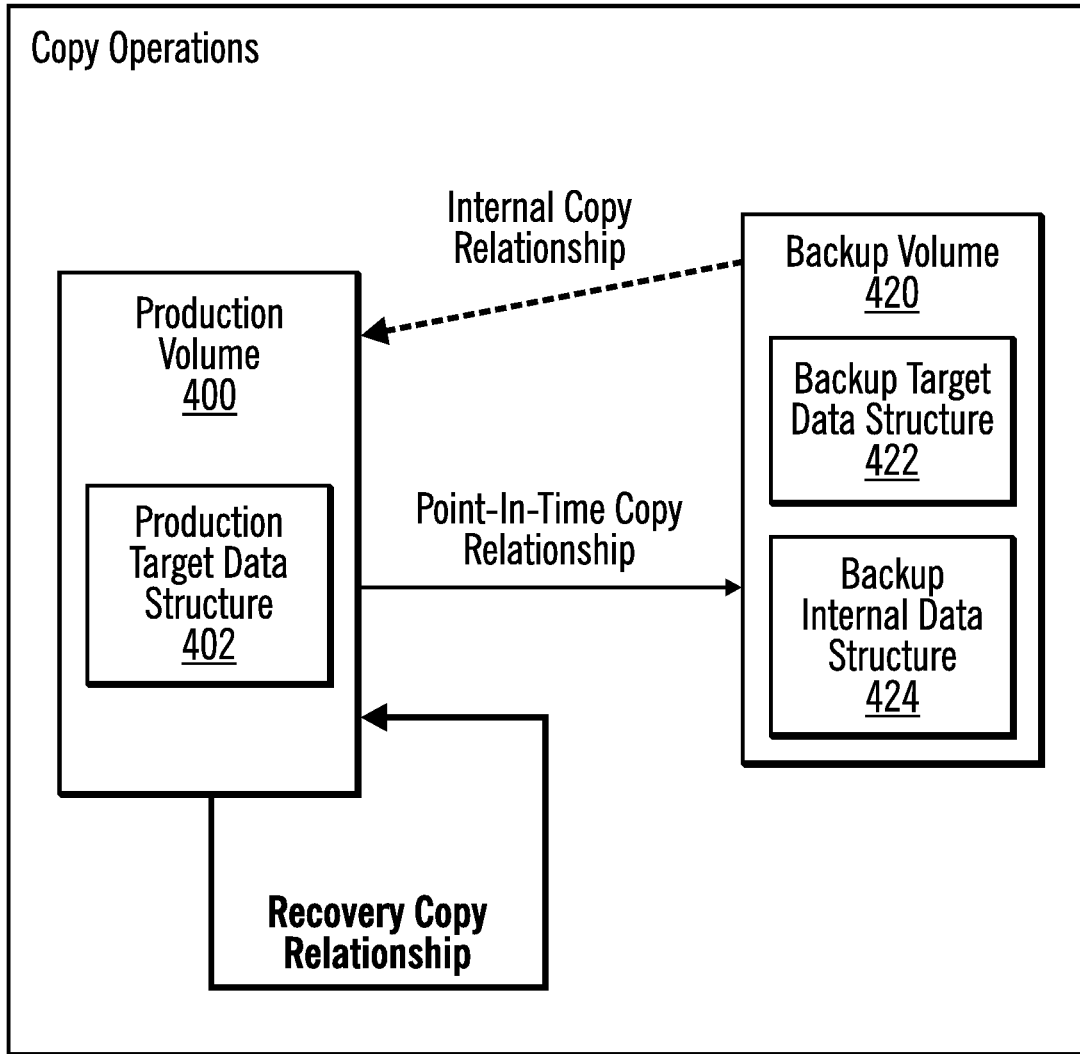 Copy Operations
Internal Copy
Relationship
Production
Volume
400
Production
Target Data
Structure
402
Point-In-Time Copy
Relationship
Backup Volume
420
Backup Target
Data Structure
422
Backup
Internal Data
Structure
424
Recovery Copy
Relationship